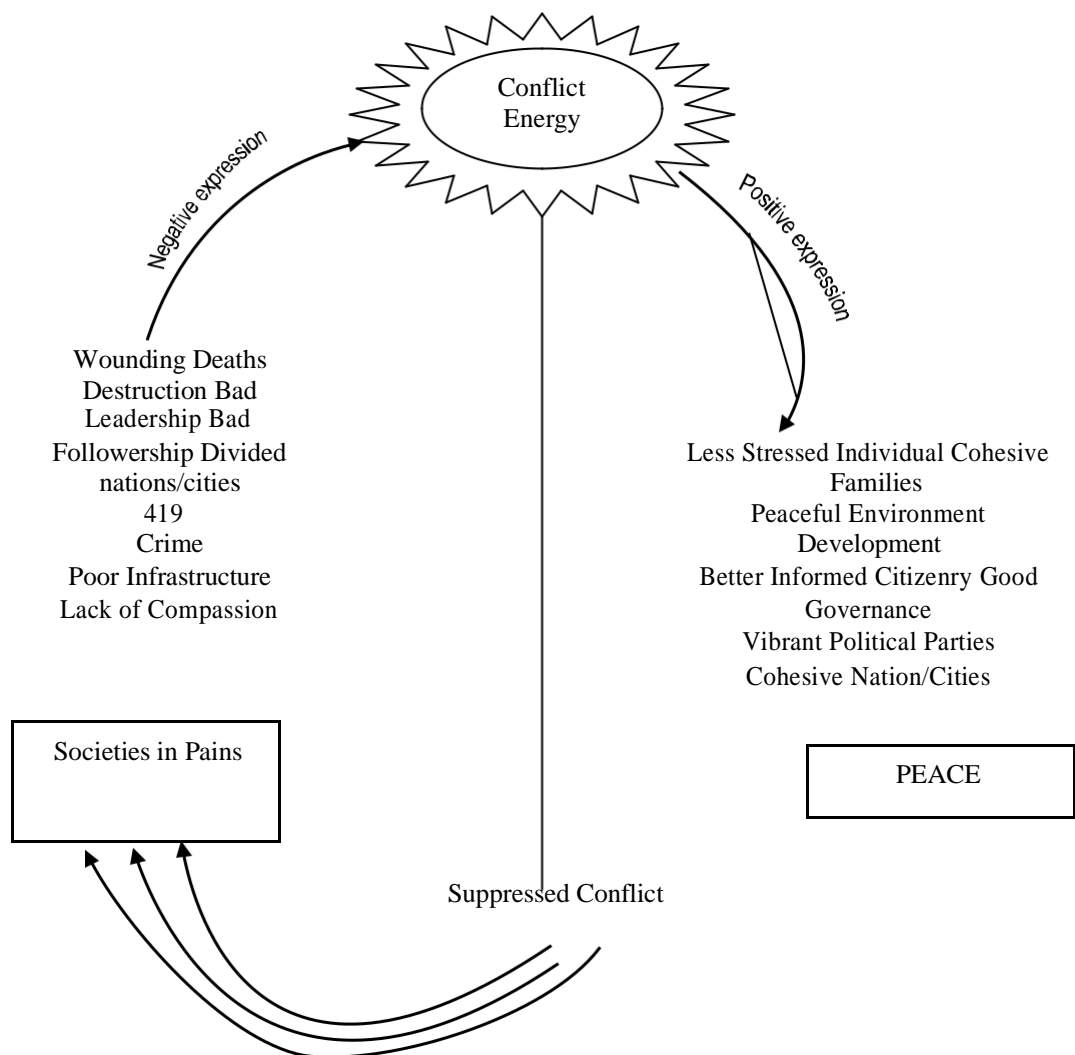 Conflict
Energy
Negative expression
Positive expression
Wounding Deaths
Destruction Bad
Leadership Bad
Followership Divided
nations/cities
419
Crime
Poor Infrastructure
Lack of Compassion
Less Stressed Individual Cohesive
Families
Peaceful Environment
Development
Better Informed Citizenry Good
Governance
Vibrant Political Parties
Cohesive Nation/Cities
Societies in Pains
PEACE
Suppressed Conflict